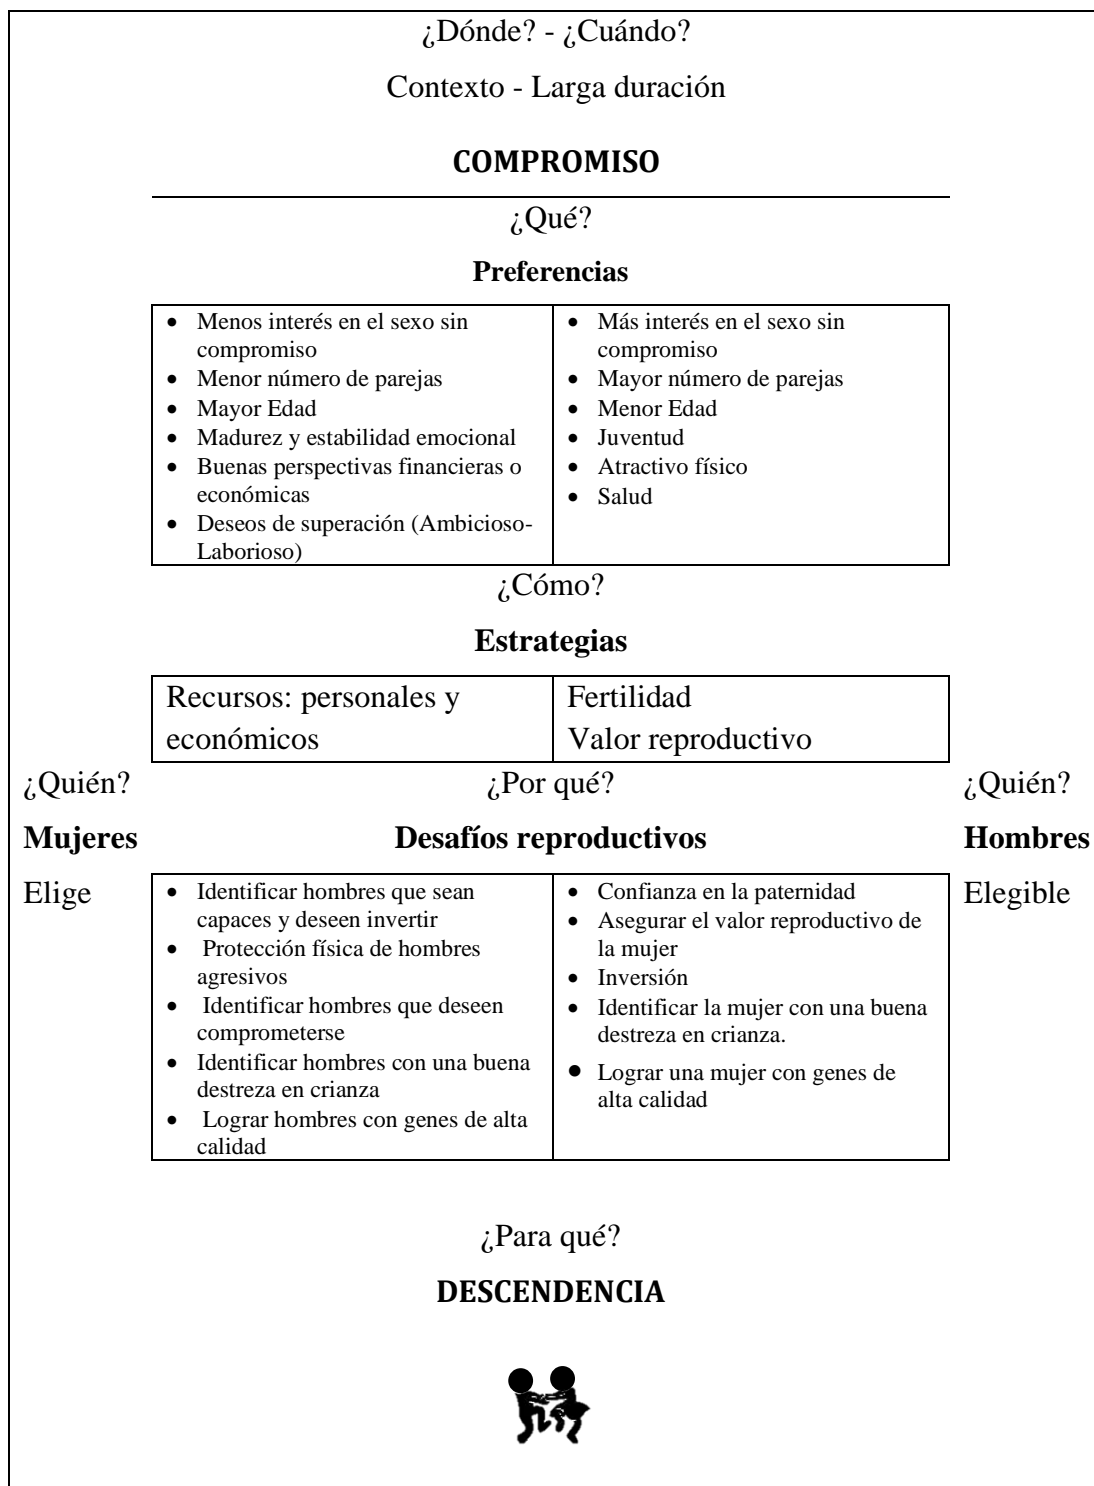 ¿Dónde? - ¿Cuándo?
Contexto - Larga duración
COMPROMISO
¿Qué?
Preferencias
• Menos interés en el sexo sin
compromiso
• Menor número de parejas
• Mayor Edad
• Madurez y estabilidad emocional
• Buenas perspectivas financieras o
económicas
• Deseos de superación (Ambicioso-
Laborioso)
• Más interés en el sexo sin
compromiso
• Mayor número de parejas
• Menor Edad
• Juventud
• Atractivo físico
• Salud
¿Cómo?
Estrategias
Recursos: personales y
económicos
Fertilidad
Valor reproductivo
¿Quién?
¿Por qué?
¿Quién?
Mujeres
Desafíos reproductivos
Hombres
Elige
• Identificar hombres que sean
capaces y deseen invertir
• Protección física de hombres
agresivos
• Identificar hombres que deseen
comprometerse
• Identificar hombres con una buena
destreza en crianza
• Lograr hombres con genes de alta
calidad
• Confianza en la paternidad
• Asegurar el valor reproductivo de
la mujer
• Inversión
• Identificar la mujer con una buena
destreza en crianza.
• Lograr una mujer con genes de
alta calidad
Elegible
¿Para qué?
DESCENDENCIA